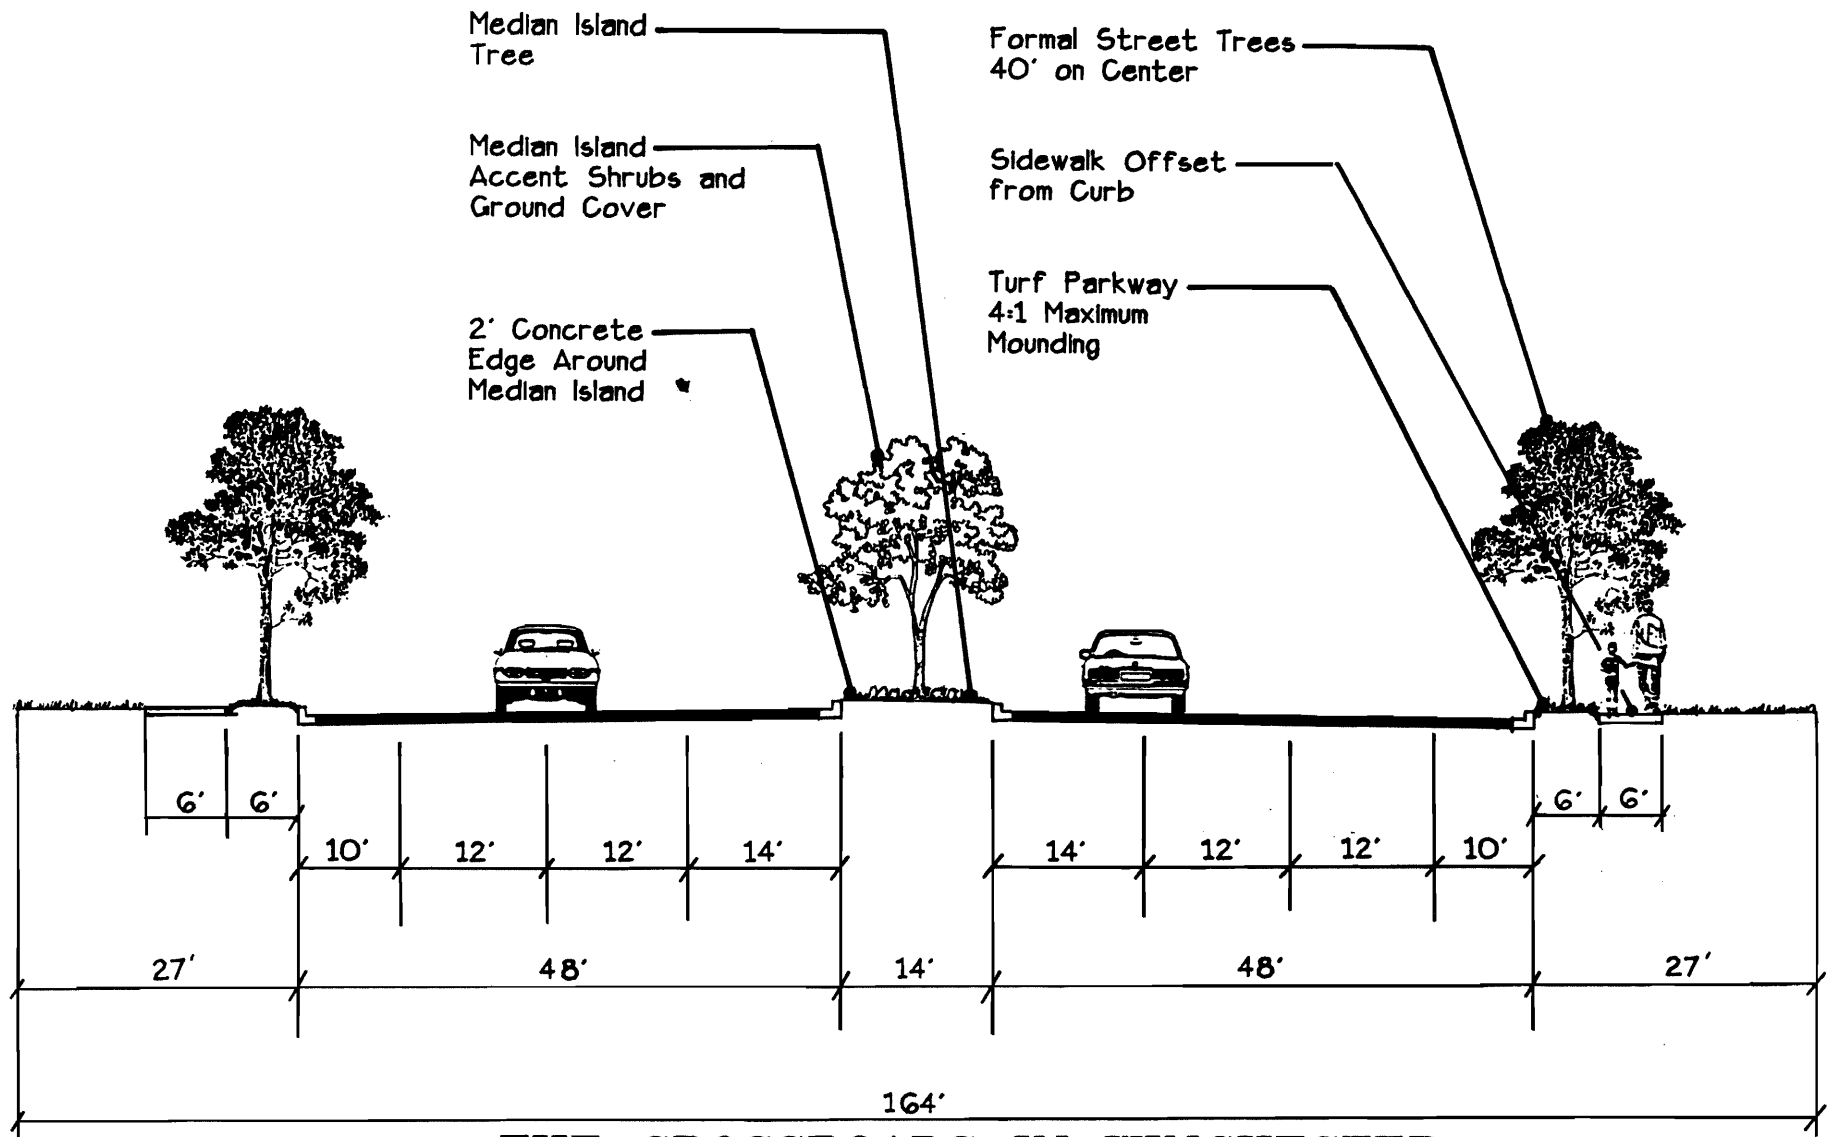 Median Island
Tree
Formal Street Trees
40' on Center
Median Island
Accent Shrubs and
Ground Cover
Sidewalk Offset
from Curb
Turf Parkway
4:1 Maximum
Mounding
2' Concrete
Edge Around
Median Island
6' 6' 6' 6'
10' 12' 12' 14' 14' 12' 12' 10'
27' 48' 14' 48' 27'
164'